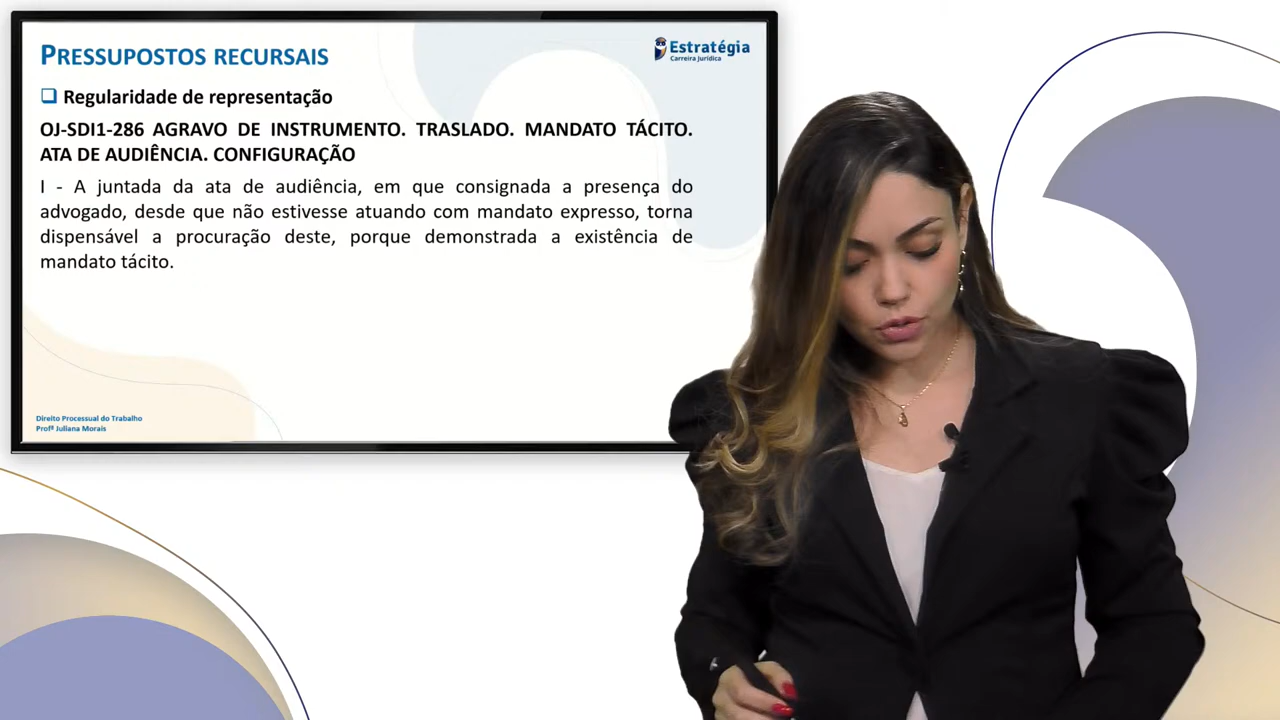 PRESSUPOSTOS RECURSAIS
Estratégia
Carreira Jurídica
Regularidade de representação
OJ-SDI1-286 AGRAVO DE INSTRUMENTO. TRASLADO. MANDATO TÁCITO.
ATA DE AUDIÊNCIA. CONFIGURAÇÃO
I - A juntada da ata de audiência, em que consignada a presença do
advogado, desde que não estivesse atuando com mandato expresso, torna
dispensável a procuração deste, porque demonstrada a existência de
mandato tácito.
Direito Processual do Trabalho
Profª Juliana Morais